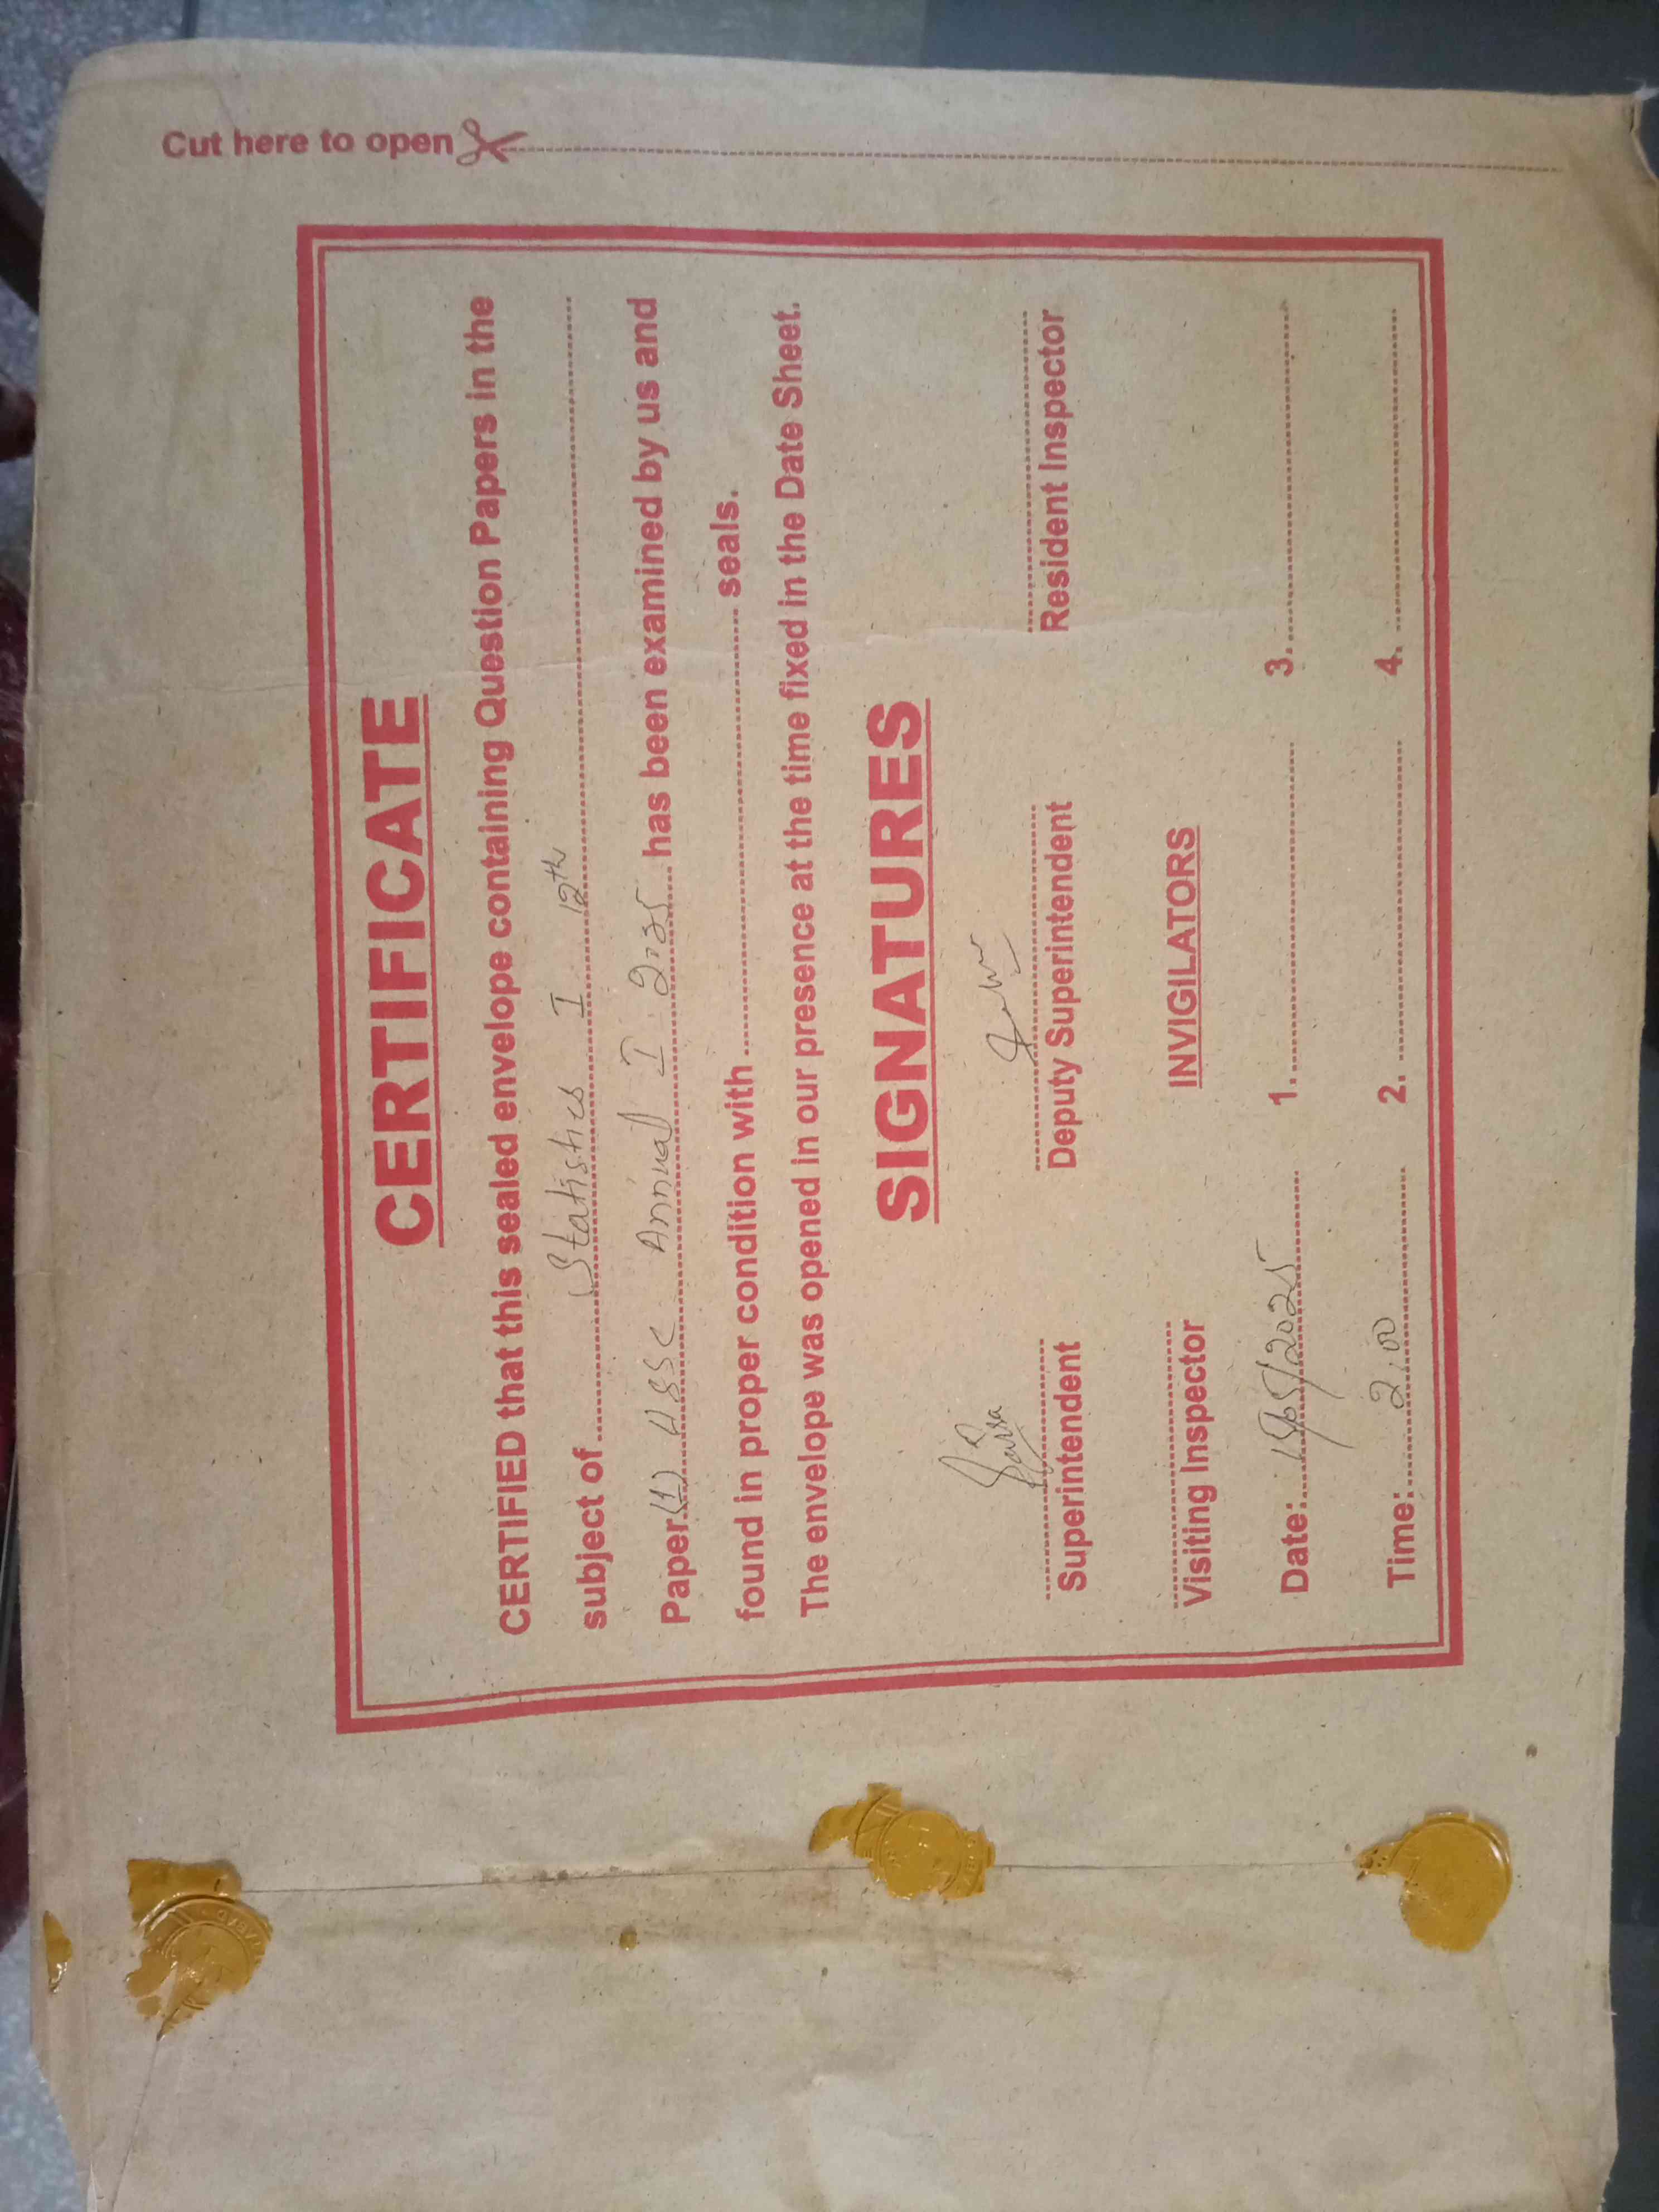 Cut here to open
CERTIFICATE
CERTIFIED that this sealed envelope containing Question Papers in the
subject of Statistics I 12th
Paper (1) HSSC Annual I 2025 has been examined by us and
found in proper condition with seals.
The envelope was opened in our presence at the time fixed in the Date Sheet.
SIGNATURES
Superintendent Deputy Superintendent Resident Inspector
Visiting Inspector INVIGILATORS
Date: /05/2025 1. 3.
Time: 2:00 2. 4.